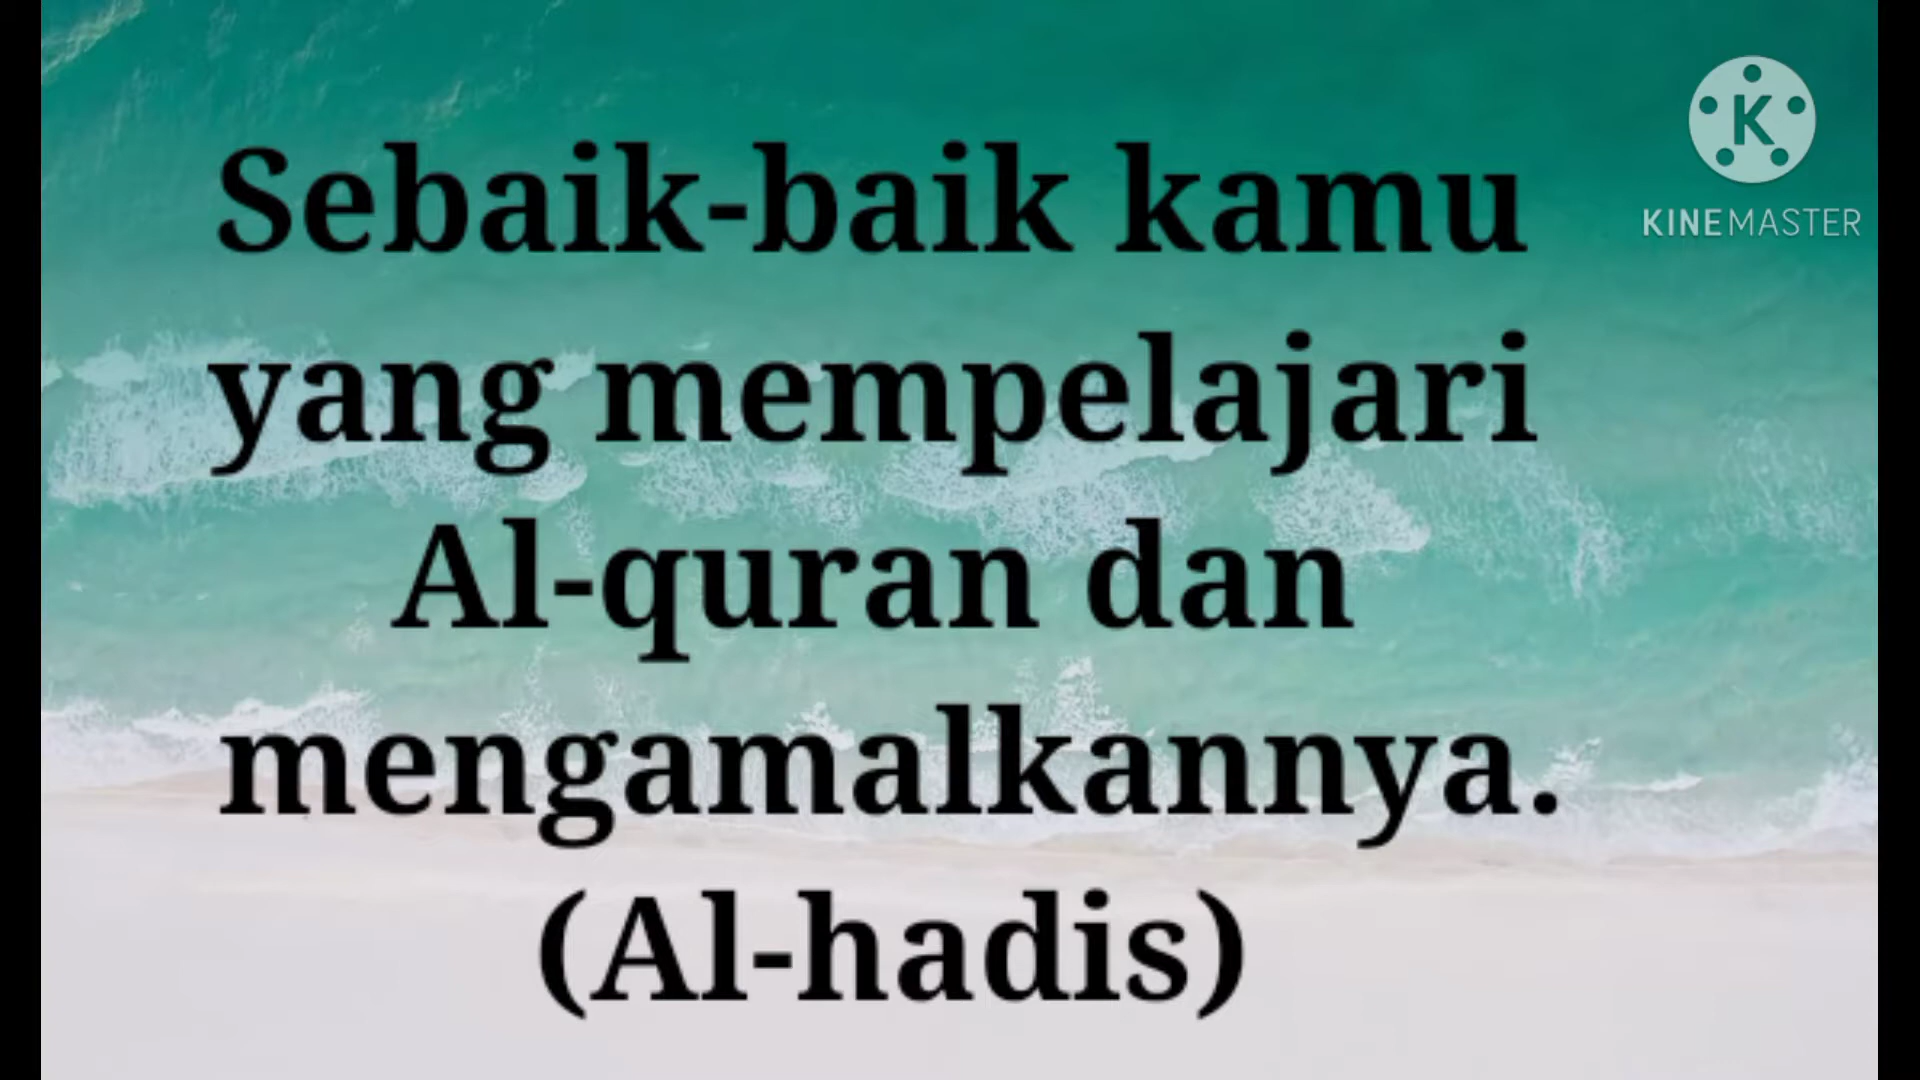 Sebaik-baik kamu
yang mempelajari
Al-quran dan
mengamalkannya.
(Al-hadis)
K
KINEMASTER